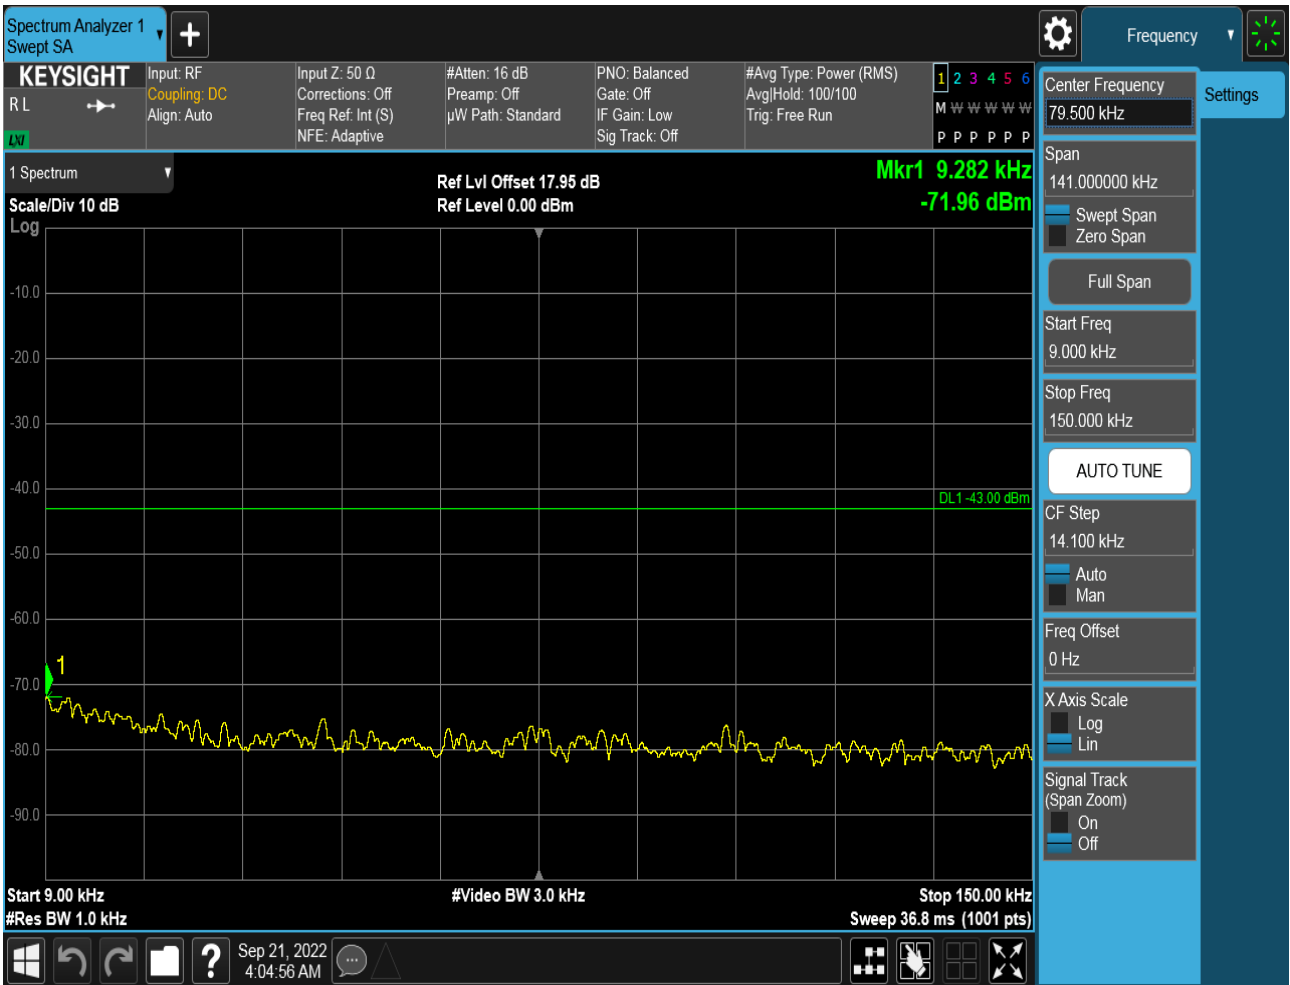 Spectrum Analyzer 1
Swept SA
+
Frequency
KEYSIGHT
R L
LXI
Input: RF
Coupling: DC
Align: Auto
Input Z: 50 Ω
Corrections: Off
Freq Ref: Int (S)
NFE: Adaptive
#Atten: 16 dB
Preamp: Off
µW Path: Standard
PNO: Balanced
Gate: Off
IF Gain: Low
Sig Track: Off
#Avg Type: Power (RMS)
Avg|Hold: 100/100
Trig: Free Run
1 2 3 4 5 6
M W W W W W
P P P P P P
1 Spectrum
Scale/Div 10 dB
Log
Ref Lvl Offset 17.95 dB
Ref Level 0.00 dBm
Mkr1 9.282 kHz
-71.96 dBm
-10.0
-20.0
-30.0
-40.0
DL1 -43.00 dBm
-50.0
-60.0
1
-70.0
-80.0
-90.0
Start 9.00 kHz
#Res BW 1.0 kHz
#Video BW 3.0 kHz
Stop 150.00 kHz
Sweep 36.8 ms (1001 pts)
Center Frequency
79.500 kHz
Settings
Span
141.000000 kHz
Swept Span
Zero Span
Full Span
Start Freq
9.000 kHz
Stop Freq
150.000 kHz
AUTO TUNE
CF Step
14.100 kHz
Auto
Man
Freq Offset
0 Hz
X Axis Scale
Log
Lin
Signal Track
(Span Zoom)
On
Off
?
Sep 21, 2022
4:04:56 AM